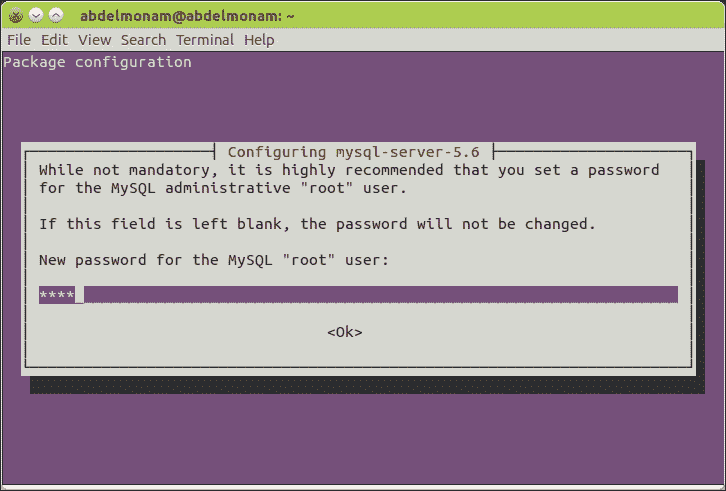 abdelmonam@abdelmonam: ~
File Edit View Search Terminal Help
Package configuration
Configuring mysql-server-5.6
While not mandatory, it is highly recommended that you set a password
for the MySQL administrative "root" user.
If this field is left blank, the password will not be changed.
New password for the MySQL "root" user:
****
<Ok>